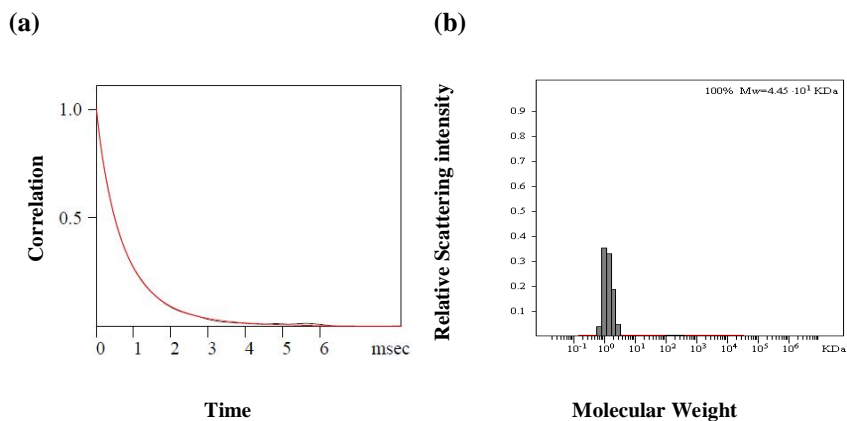 (a)
Correlation
1.0
0.5
0 1 2 3 4 5 6 msec
Time
(b)
Relative Scattering intensity
100% Mw=4.45 ·10¹ KDa
0.9
0.8
0.7
0.6
0.5
0.4
0.3
0.2
0.1
10⁻¹ 10⁰ 10¹ 10² 10³ 10⁴ 10⁵ 10⁶ KDa
Molecular Weight